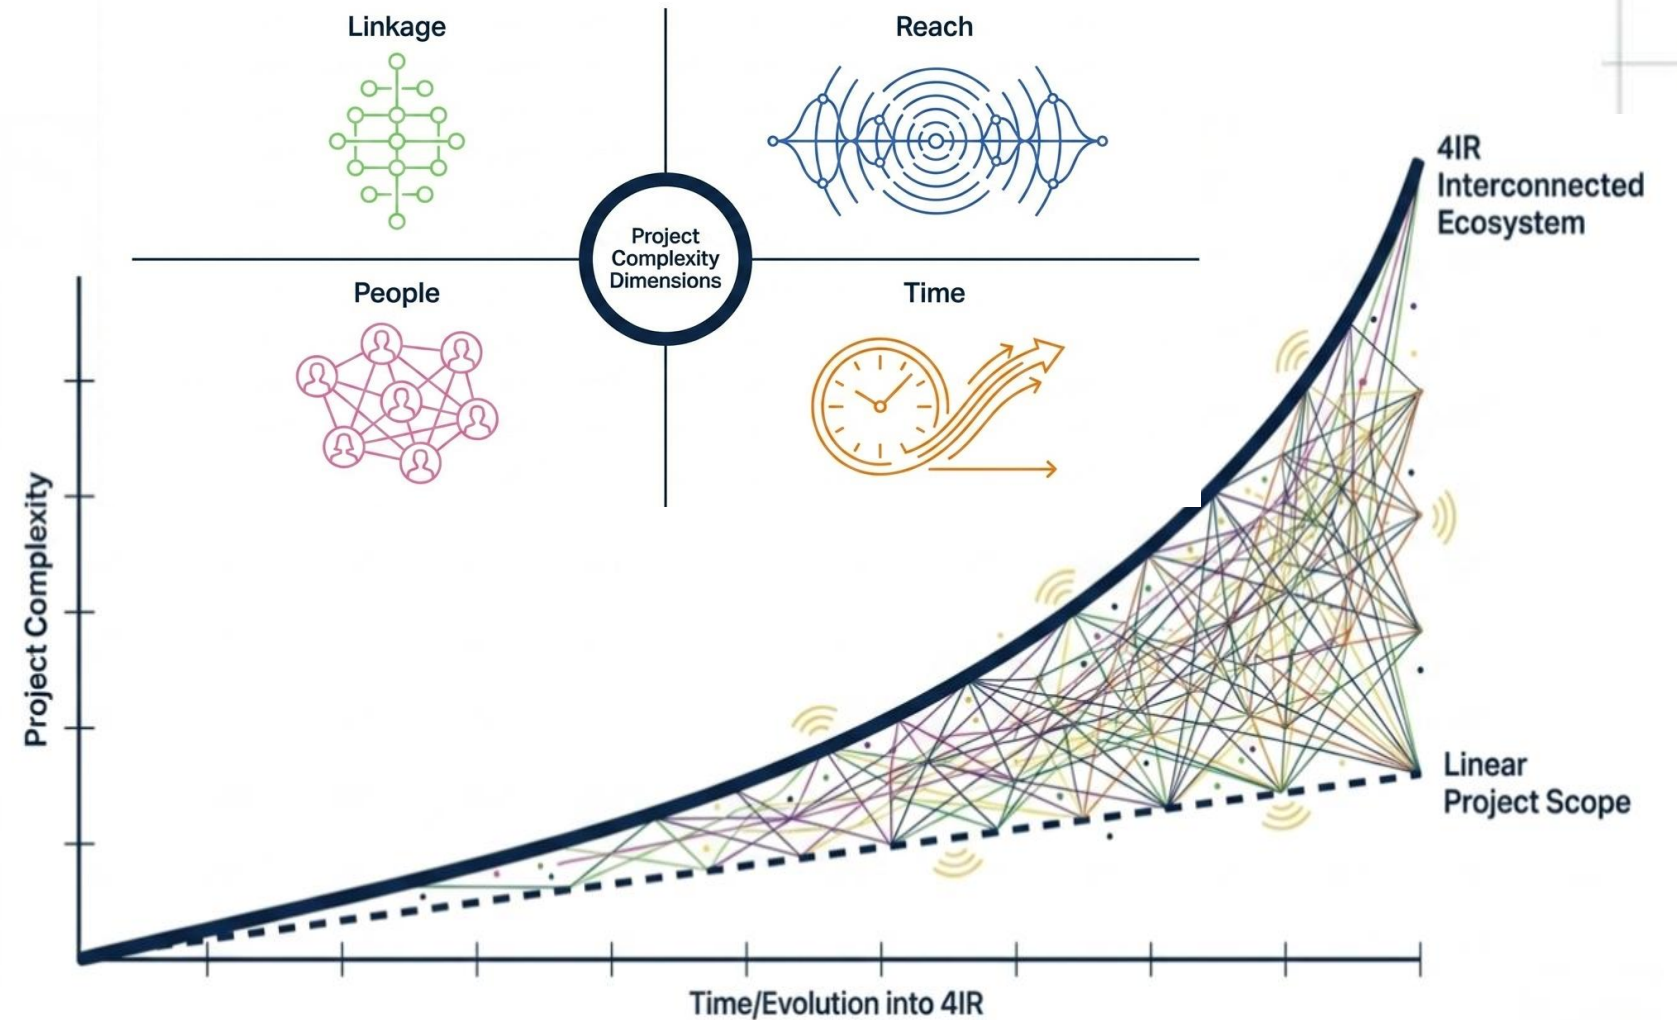 Linkage
Reach
Project
Complexity
Dimensions
People
Time
4IR
Interconnected
Ecosystem
Project Complexity
Linear
Project Scope
Time/Evolution into 4IR